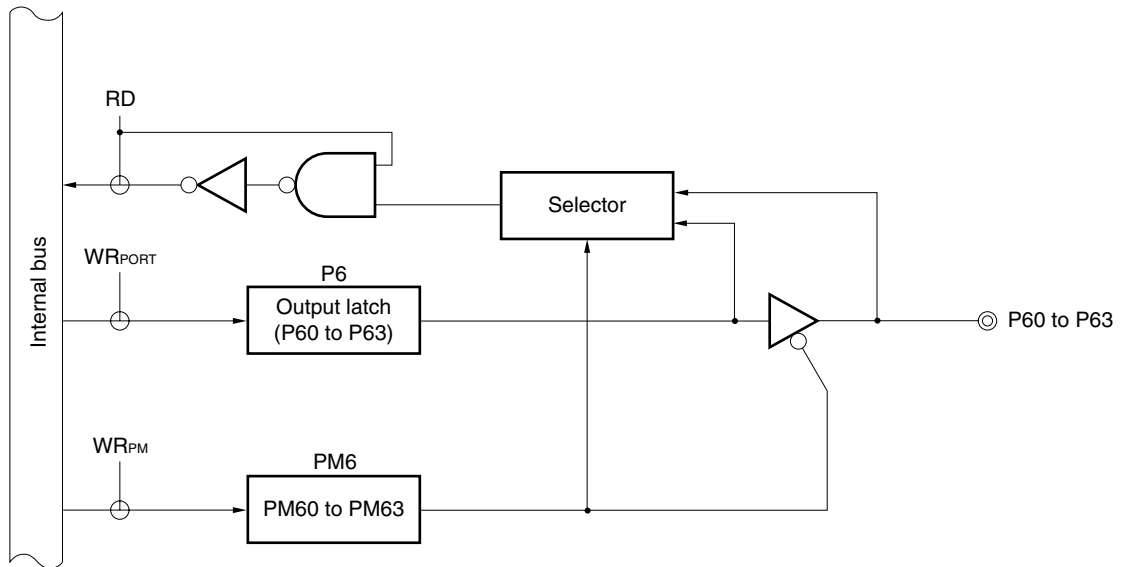 RD
Selector
Internal bus
WRPORT
P6
Output latch
(P60 to P63)
P60 to P63
WRPM
PM6
PM60 to PM63